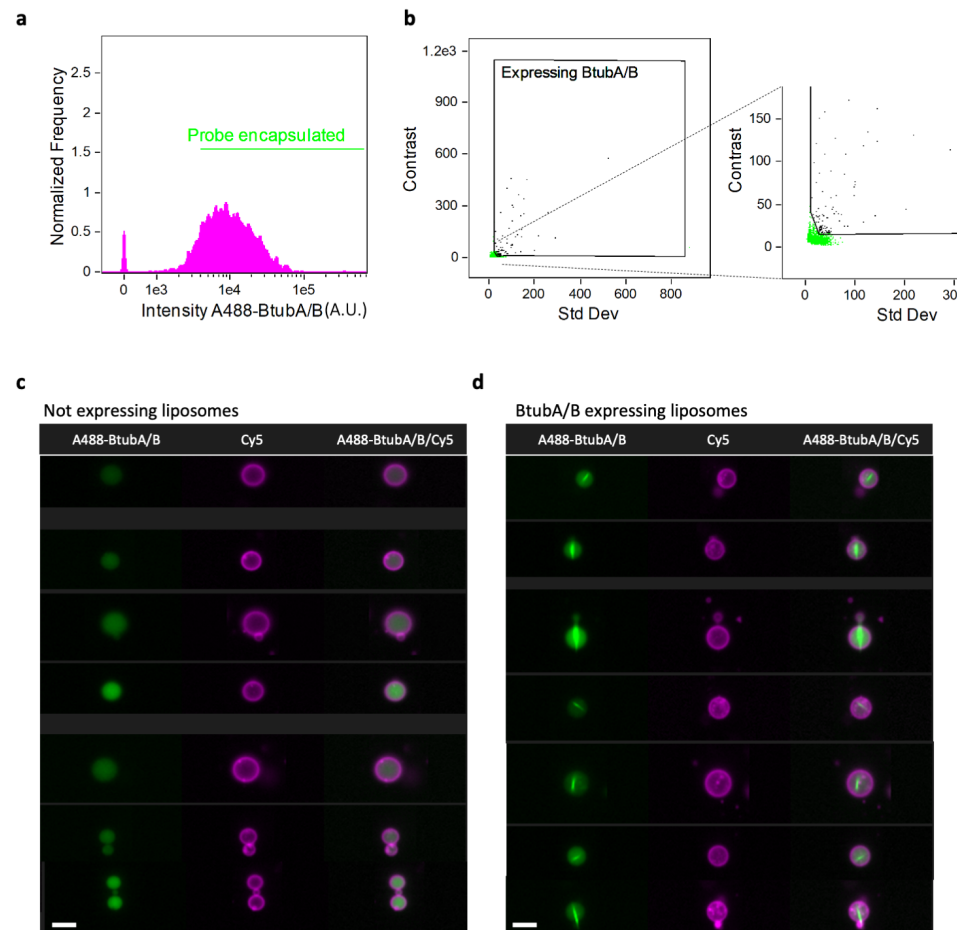 a
b
Normalized Frequency
2.5
2
1.5
1
0.5
0
Probe encapsulated
0
1e3
1e4
1e5
Intensity A488-BtubA/B(A.U.)
Contrast
1.2e3
900
600
300
0
Expressing BtubA/B
0
200
400
600
800
Std Dev
Contrast
150
100
50
0
0
100
200
Std Dev
c
Not expressing liposomes
A488-BtubA/B
Cy5
A488-BtubA/B/Cy5
d
BtubA/B expressing liposomes
A488-BtubA/B
Cy5
A488-BtubA/B/Cy5